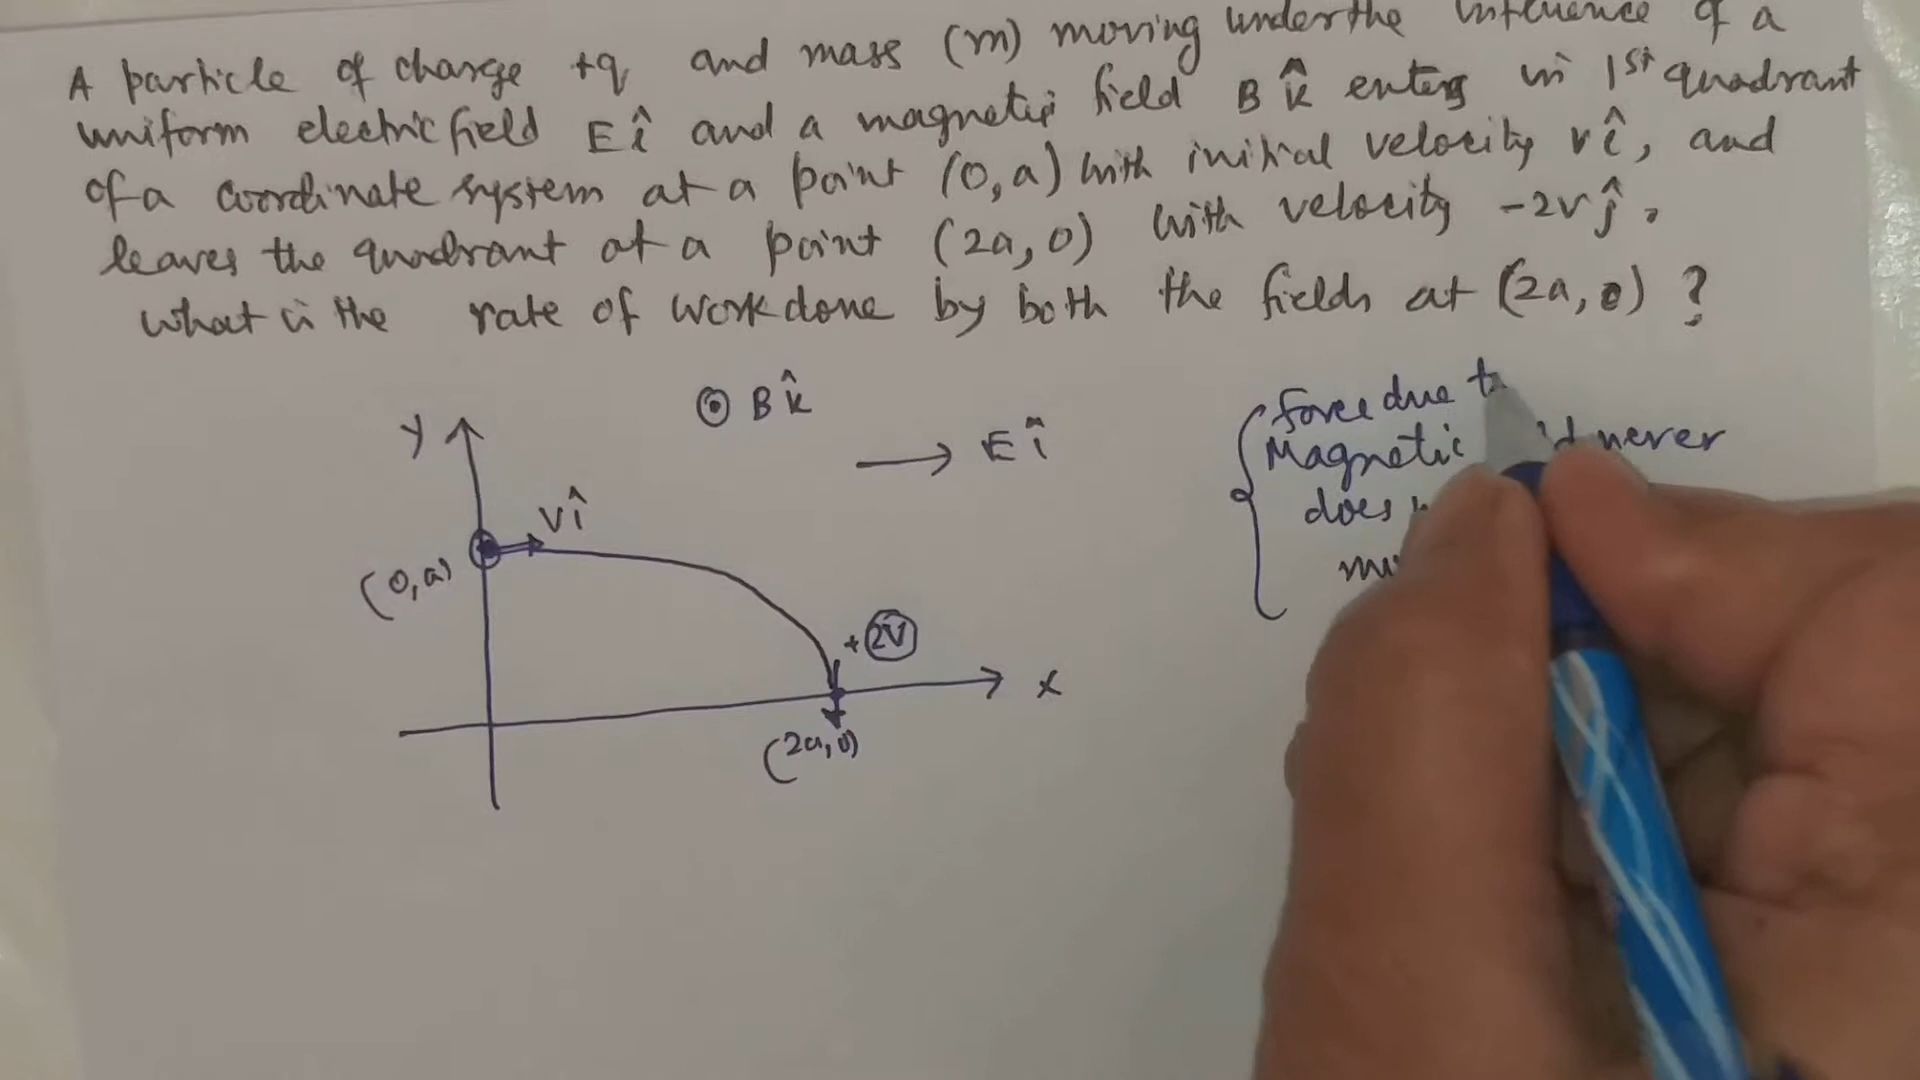 A particle of charge +q and mass (m) moving under the influence of a
uniform electric field E î and a magnetic field B k̂ enters in 1st quadrant
of a coordinate system at a point (0, a) with initial velocity v î, and
leaves the quadrant at a point (2a, 0) with velocity -2v ĵ.
What is the rate of work done by both the fields at (2a, 0) ?
⊙ B k̂
Force due
y
E î
Magnetic never
does
V î
(0, a)
+ 2V
x
(2a, 0)